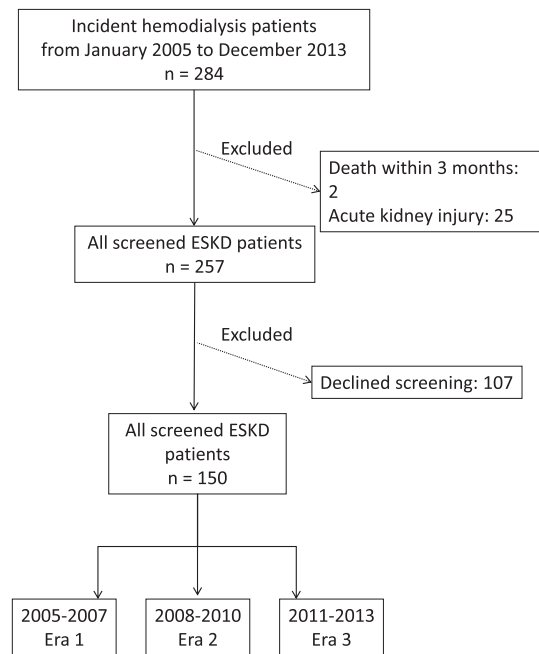 Incident hemodialysis patients
from January 2005 to December 2013
n = 284
Excluded
Death within 3 months:
2
Acute kidney injury: 25
All screened ESKD patients
n = 257
Excluded
Declined screening: 107
All screened ESKD
patients
n = 150
2005-2007
Era 1
2008-2010
Era 2
2011-2013
Era 3